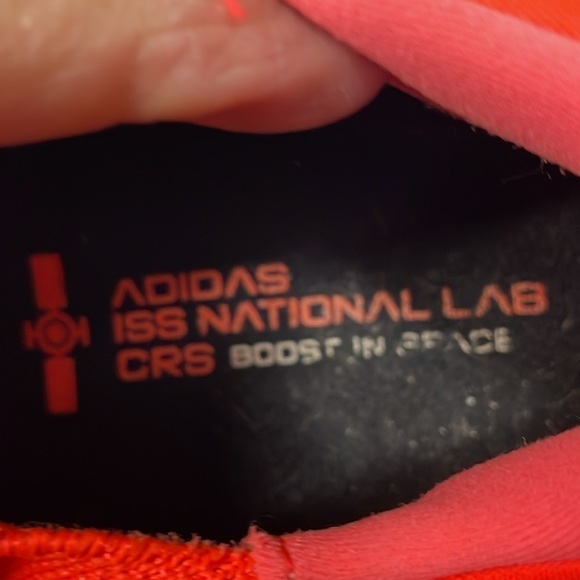 ADIDAS
ISS NATIONAL LAB
CRS BOOST IN SPACE